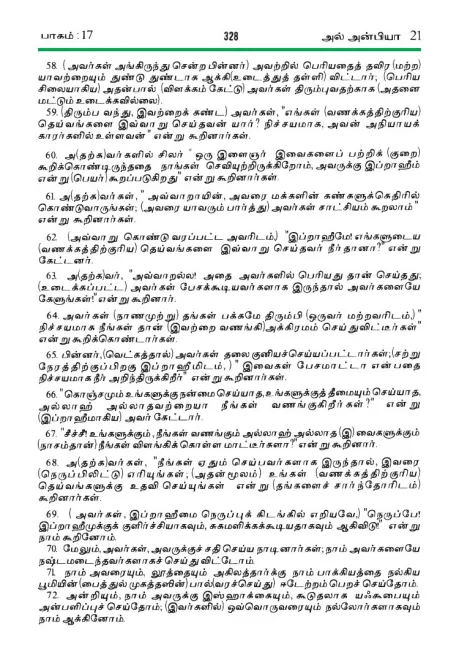 பாகம் : 17 328 அல் அன்பியா 21
58. (அவர்கள் அங்கிருந்து சென்ற பின்னர்) அவற்றில் பெரியதைத் தவிர (மற்ற)
யாவற்றையும் துண்டு துண்டாக ஆக்கி(உடைத்துத் தள்ளி) விட்டார்; (பெரிய
சிலையாகிய) அதன்பால் (விளக்கம் கேட்டு) அவர்கள் திரும்புவதற்காக (அதனை
மட்டும் உடைக்கவில்லை).
59. (திரும்ப வந்து, இவற்றைக் கண்ட) அவர்கள், "எங்கள் (வணக்கத்திற்குரிய)
தெய்வங்களை இவ்வாறு செய்தவன் யார்? நிச்சயமாக, அவன் அநியாயக்
காரர்களில் உள்ளவன்" என்று கூறினார்கள்.
60. அ(தற்க)வர்களில் சிலர் " ஒரு இளைஞர் இவைகளைப் பற்றிக் (குறை)
கூறிக்கொண்டிருந்ததை நாங்கள் செவியுற்றிருக்கிறோம், அவருக்கு இப்றாஹீம்
என்று (பெயர்) கூறப்படுகிறது" என்று கூறினார்கள்.
61. அ(தற்க)வர்கள், " அவ்வாறாயின், அவரை மக்களின் கண்களுக்கெதிரில்
கொண்டுவாருங்கள்; (அவரை யாவரும் பார்த்து) அவர்கள் சாட்சியம் கூறலாம்"
என்று கூறினார்கள்.
62. (அவ்வாறு கொண்டு வரப்பட்ட அவரிடம்,) "இப்றாஹீமே! எங்களுடைய
(வணக்கத்திற்குரிய) தெய்வங்களை இவ்வாறு செய்தவர் நீர்தானா?" என்று
கேட்டனர்.
63. அ(தற்க)வர், "அவ்வாறல்ல! அதை அவர்களில் பெரியது தான் செய்தது;
(உடைக்கப்பட்ட) அவர்கள் பேசக்கூடியவர்களாக இருந்தால் அவர்களையே
கேளுங்கள்!" என்று கூறினார்.
64. அவர்கள் (நாணமுற்று) தங்கள் பக்கமே திரும்பி (ஒருவர் மற்றவரிடம்,) "
நிச்சயமாக நீங்கள் தான் (இவற்றை வணங்கி)அக்கிரமம் செய்துவிட்டீர்கள்"
என்று கூறிக்கொண்டார்கள்.
65. பின்னர்,(வெட்கத்தால்) அவர்கள் தலை குனியச்செய்யப்பட்டார்கள்;(சற்று
நேரத்திற்குப்பிறகு இப்றாஹீமிடம், ) " இவைகள் பேசமாட்டா என்பதை
நிச்சயமாக நீர் அறிந்திருக்கிறீர்" என்று கூறினார்கள்.
66. "கொஞ்சமும் உங்களுக்கு நன்மை செய்யாத,உங்களுக்குத் தீமையும் செய்யாத,
அல்லாஹ் அல்லாதவற்றையா நீங்கள் வணங்குகிறீர்கள் ?" என்று
(இப்றாஹீமாகிய) அவர் கேட்டார்.
67. "சீச்சீ! உங்களுக்கும், நீங்கள் வணங்கும் அல்லாஹ் அல்லாத (இ)வைகளுக்கும்
(நாசம்தான்) நீங்கள் விளங்கிக் கொள்ள மாட்டீர்களா?" என்று கூறினார்.
68. அ(தற்க)வர்கள், "நீங்கள் ஏதும் செய்பவர்களாக இருந்தால், இவரை
(நெருப்பிலிட்டு) எரியுங்கள் ; (அதன்மூலம்) உங்கள் (வணக்கத்திற்குரிய)
தெய்வங்களுக்கு உதவி செய்யுங்கள் என்று (தங்களைச் சார்ந்தோரிடம்)
கூறினார்கள்.
69. ( அவர்கள், இப்றாஹீமை நெருப்புக் கிடங்கில் எறியவே,) "நெருப்பே!
இப்றாஹீமுக்குக் குளிர்ச்சியாகவும், சுகமளிக்கக்கூடியதாகவும் ஆகிவிடு!" என்று
நாம் கூறினோம்.
70. மேலும், அவர்கள், அவருக்குச் சதி செய்ய நாடினார்கள்; நாம் அவர்களையே
நஷ்டமடைந்தவர்களாகச் செய்து விட்டோம்.
71. நாம் அவரையும், லூத்தையும் அகிலத்தார்க்கு நாம் பாக்கியத்தை நல்கிய
பூமியின் (பைத்துல் முகத்தஸின்)பால்(வரச்செய்து) ஈடேற்றம் பெறச் செய்தோம்.
72. அன்றியும், நாம் அவருக்கு இஸ்ஹாக்கையும், கூடுதலாக யஃகூபையும்
அன்பளிப்புச் செய்தோம்; (இவர்களில்) ஒவ்வொருவரையும் நல்லோர்களாகவும்
நாம் ஆக்கினோம்.